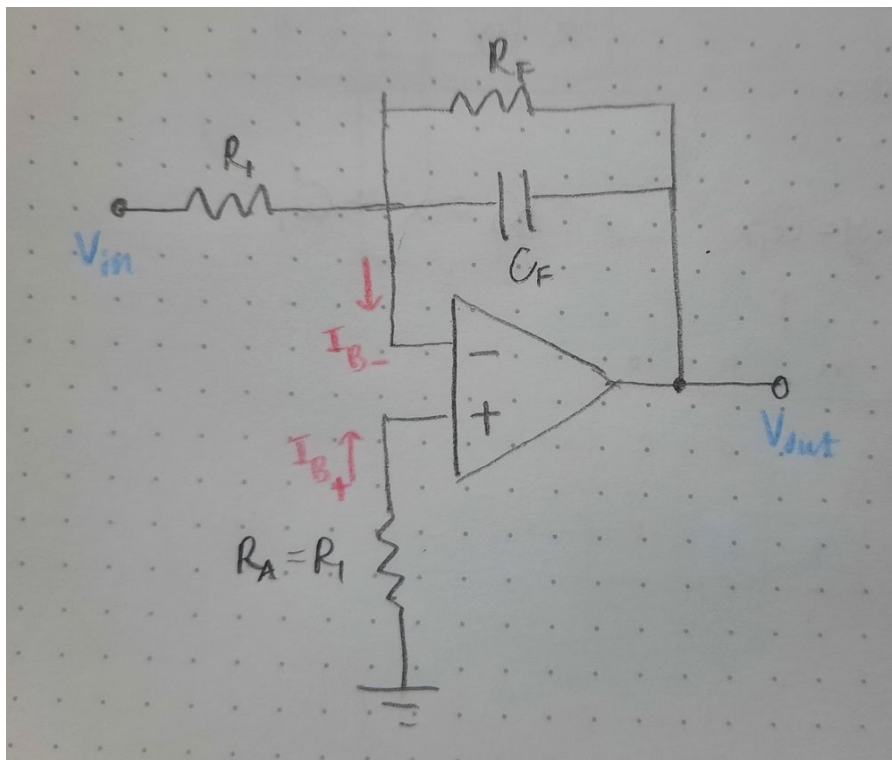 R_F
R_1
V_in
C_F
I_B-
−
+
V_out
I_B+
R_A = R_1